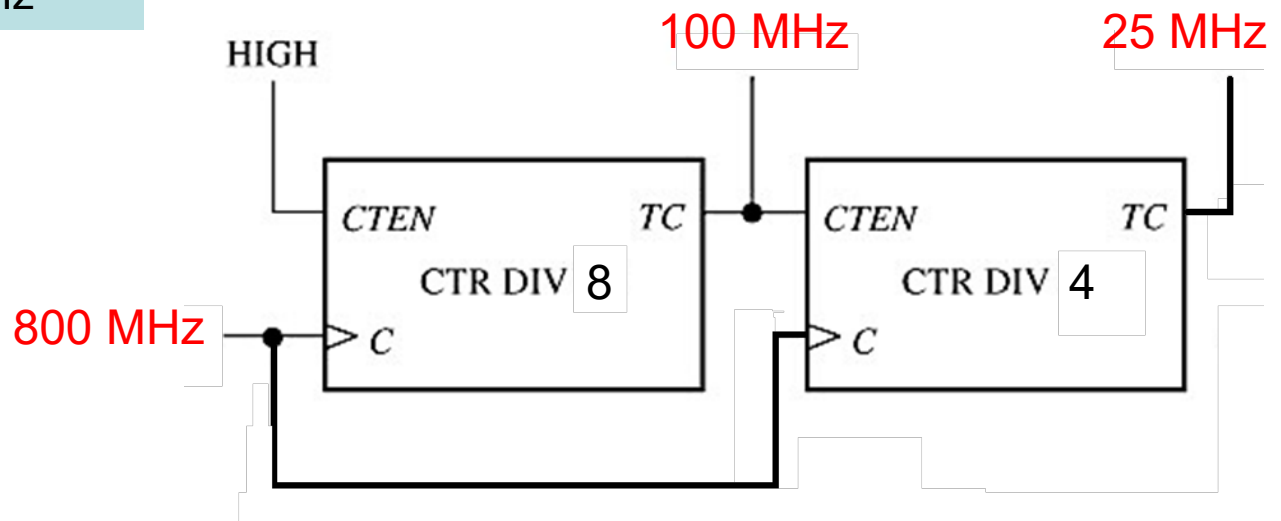 HIGH
100 MHz
25 MHz
CTEN
TC
CTEN
TC
CTR DIV 8
CTR DIV 4
800 MHz
C
C